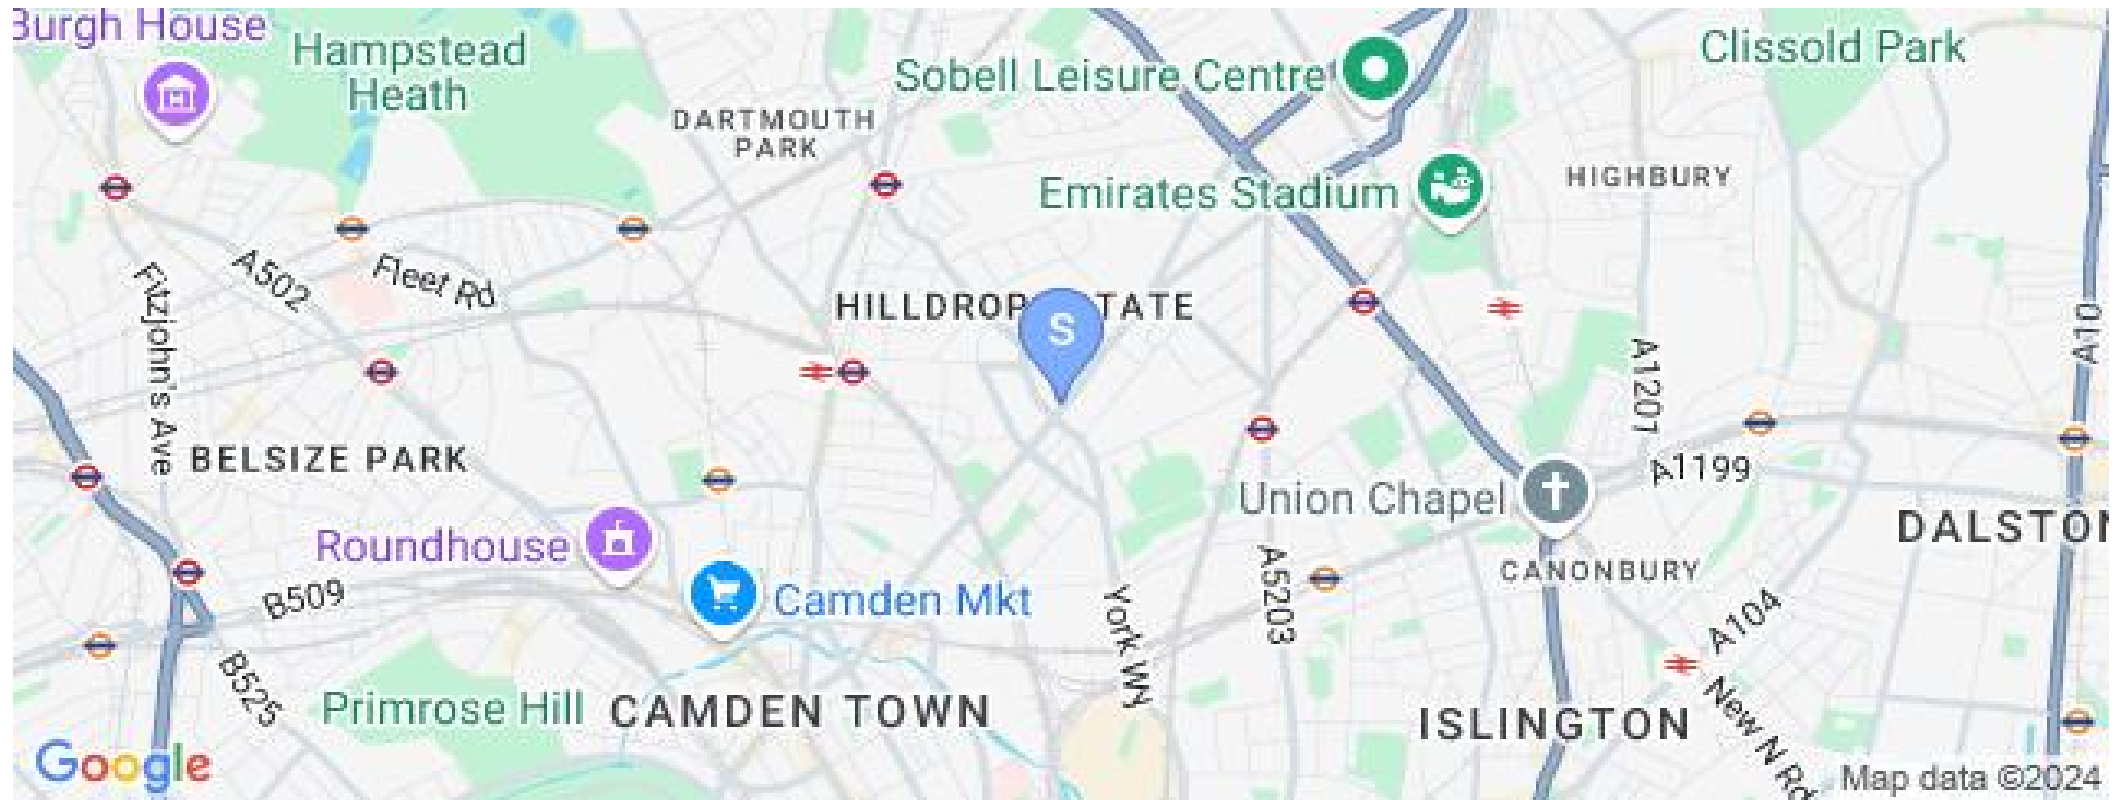 Burgh House
Hampstead
Heath
Clissold Park
Sobell Leisure Centre
DARTMOUTH
PARK
HIGHBURY
Emirates Stadium
A502
Fleet Rd
Fitzjohn's Ave
HILLDROP
S
TATE
A10
A1201
BELSIZE PARK
A1199
Union Chapel
DALSTON
Roundhouse
A5203
CANONBURY
B509
Camden Mkt
York Wy
A104
B525
Primrose Hill
CAMDEN TOWN
ISLINGTON
New N Rd
Google
Map data ©2024